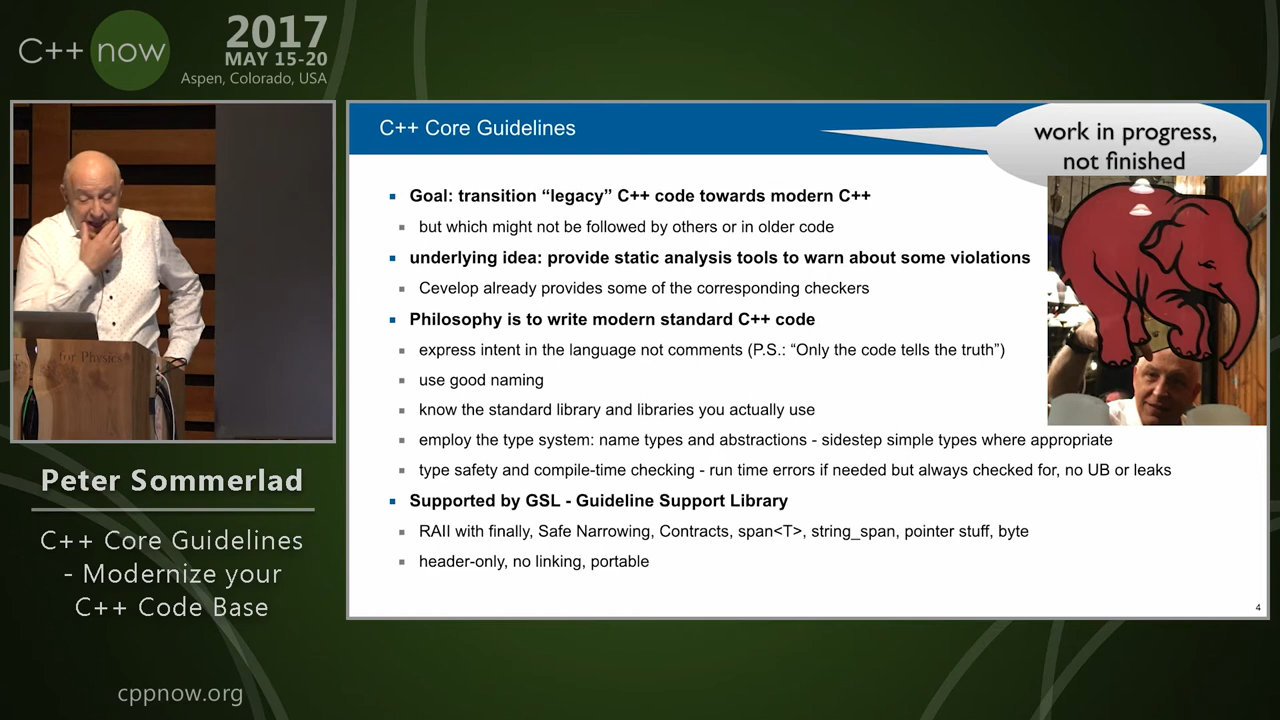 C++ now
2017
MAY 15-20
Aspen, Colorado, USA
C++ Core Guidelines
work in progress,
not finished
Goal: transition “legacy” C++ code towards modern C++
but which might not be followed by others or in older code
underlying idea: provide static analysis tools to warn about some violations
Cevelop already provides some of the corresponding checkers
Philosophy is to write modern standard C++ code
express intent in the language not comments (P.S.: “Only the code tells the truth”)
use good naming
know the standard library and libraries you actually use
employ the type system: name types and abstractions - sidestep simple types where appropriate
type safety and compile-time checking - run time errors if needed but always checked for, no UB or leaks
Supported by GSL - Guideline Support Library
RAII with finally, Safe Narrowing, Contracts, span<T>, string_span, pointer stuff, byte
header-only, no linking, portable
4
for Physics
Peter Sommerlad
C++ Core Guidelines
- Modernize your
C++ Code Base
cppnow.org